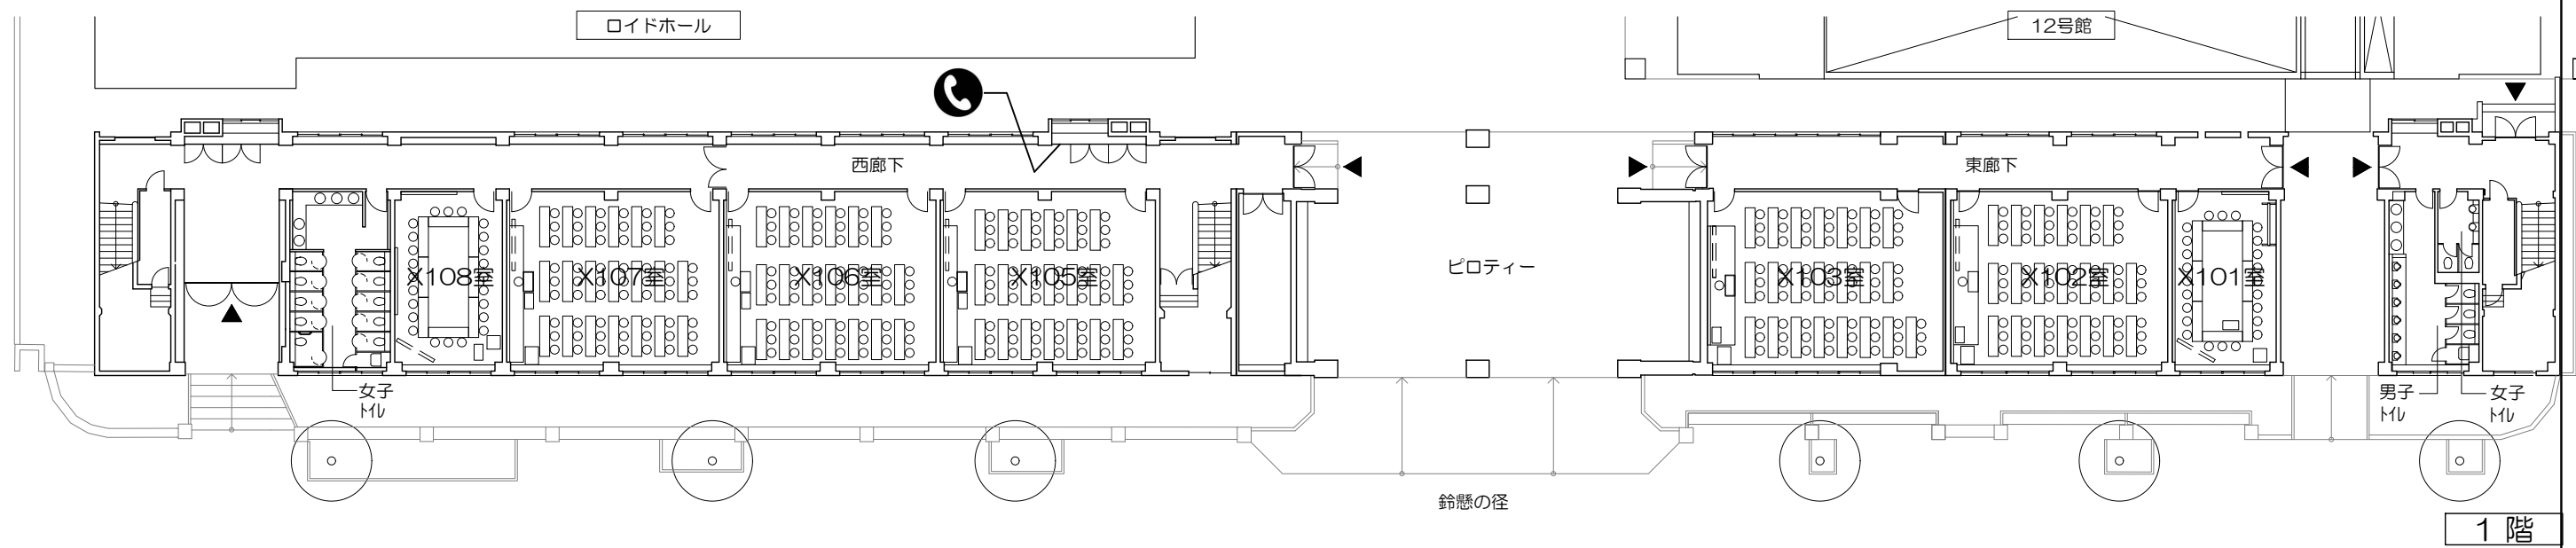 ロイドホール
12号館
西廊下
東廊下
X108室
X107室
X106室
X105室
ピロティー
X103室
X102室
X101室
女子
トイレ
男子
トイレ
女子
トイレ
鈴懸の径
1階